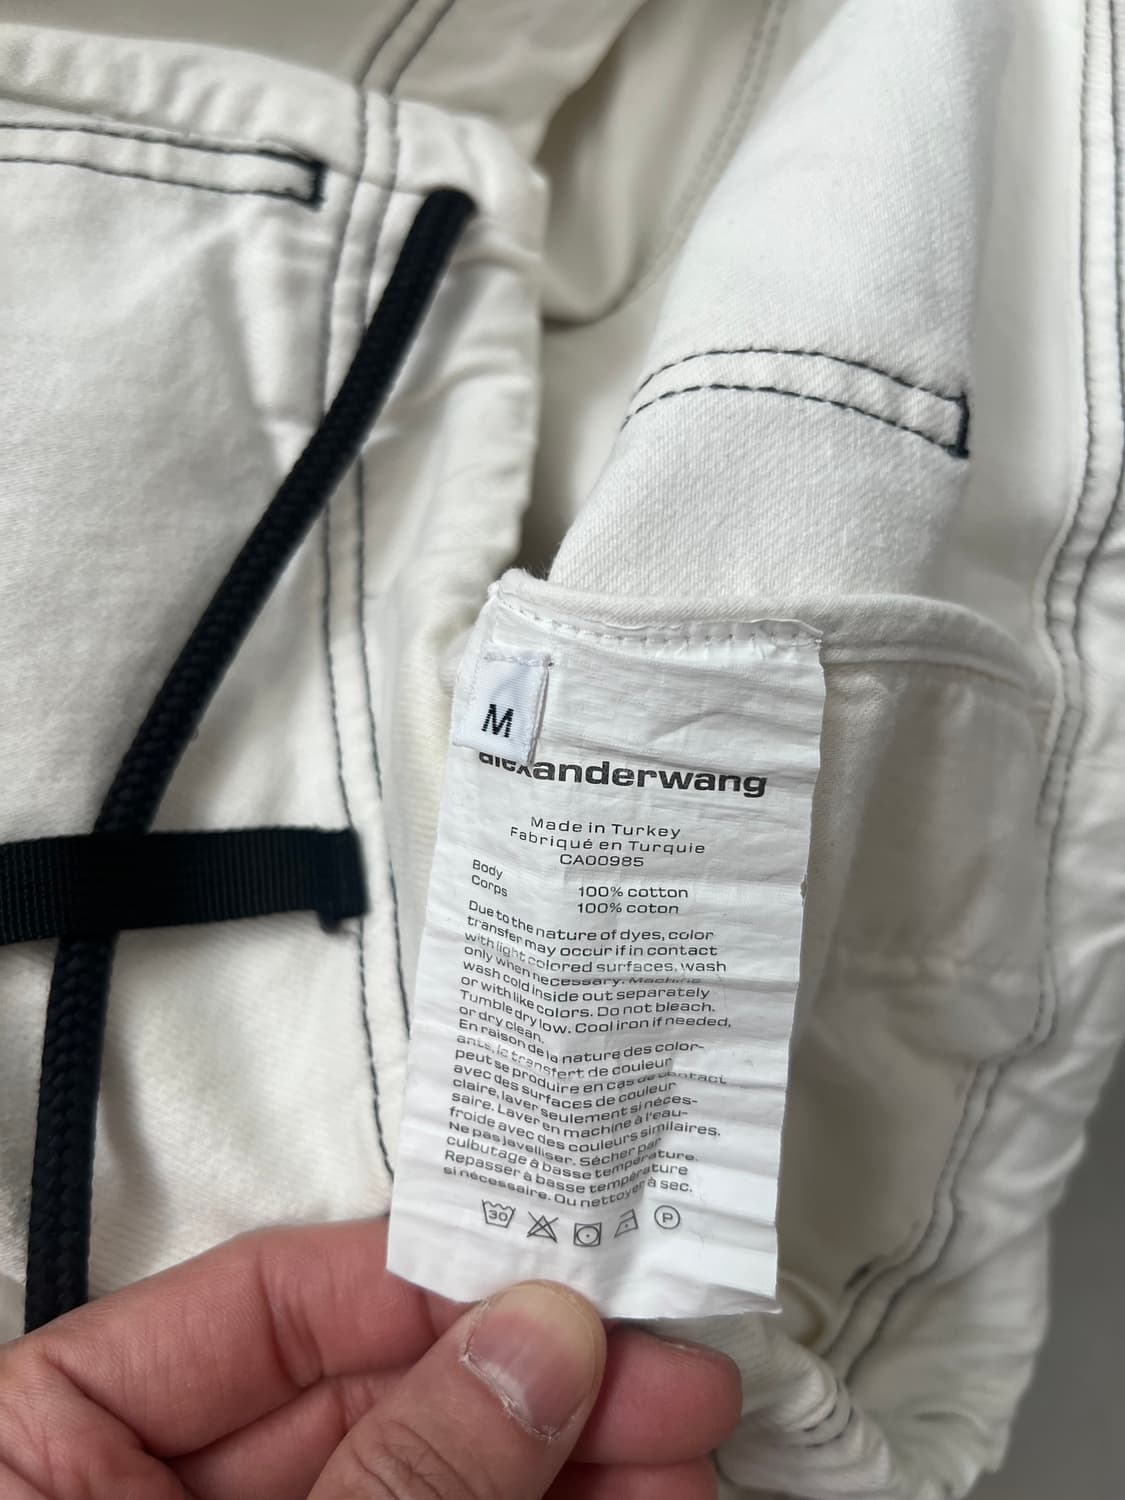 M
alexanderwang
Made in Turkey
Fabriqué en Turquie
CA00985
Body
Corps
100% cotton
100% coton
Due to the nature of dyes, color
transfer may occur if in contact
with light colored surfaces, wash
only when necessary. Machine
wash cold inside out separately
or with like colors. Do not bleach.
Tumble dry low. Cool iron if needed,
or dry clean.
En raison de la nature des color-
ants, le transfert de couleur
peut se produire en cas de contact
avec des surfaces de couleur
claire, laver seulement si néces-
saire. Laver en machine à l'eau-
froide avec des couleurs similaires.
Ne pas javelliser. Sécher par
culbutage à basse température.
Repasser à basse température
si nécessaire. Ou nettoyer à sec.
30
P